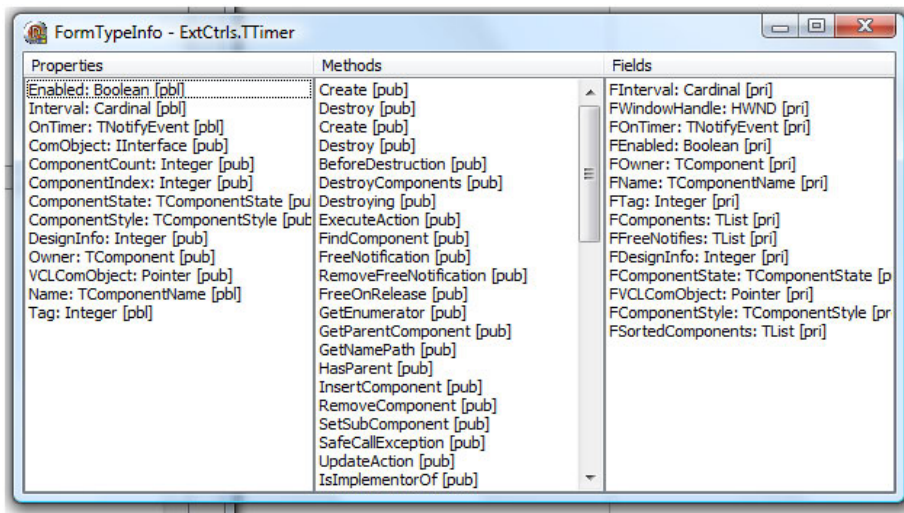 FormTypeInfo - ExtCtrls.TTimer
Properties
Enabled: Boolean [pbl]
Interval: Cardinal [pbl]
OnTimer: TNotifyEvent [pbl]
ComObject: IInterface [pub]
ComponentCount: Integer [pub]
ComponentIndex: Integer [pub]
ComponentState: TComponentState [pul
ComponentStyle: TComponentStyle [pub
DesignInfo: Integer [pub]
Owner: TComponent [pub]
VCLComObject: Pointer [pub]
Name: TComponentName [pbl]
Tag: Integer [pbl]
Methods
Create [pub]
Destroy [pub]
Create [pub]
Destroy [pub]
BeforeDestruction [pub]
DestroyComponents [pub]
Destroying [pub]
ExecuteAction [pub]
FindComponent [pub]
FreeNotification [pub]
RemoveFreeNotification [pub]
FreeOnRelease [pub]
GetEnumerator [pub]
GetParentComponent [pub]
GetNamePath [pub]
HasParent [pub]
InsertComponent [pub]
RemoveComponent [pub]
SetSubComponent [pub]
SafeCallException [pub]
UpdateAction [pub]
IsImplementorOf [pub]
Fields
FInterval: Cardinal [pri]
FWindowHandle: HWND [pri]
FOnTimer: TNotifyEvent [pri]
FEnabled: Boolean [pri]
FOwner: TComponent [pri]
FName: TComponentName [pri]
FTag: Integer [pri]
FComponents: TList [pri]
FFreeNotifies: TList [pri]
FDesignInfo: Integer [pri]
FComponentState: TComponentState [p
FVCLComObject: Pointer [pri]
FComponentStyle: TComponentStyle [pr
FSortedComponents: TList [pri]